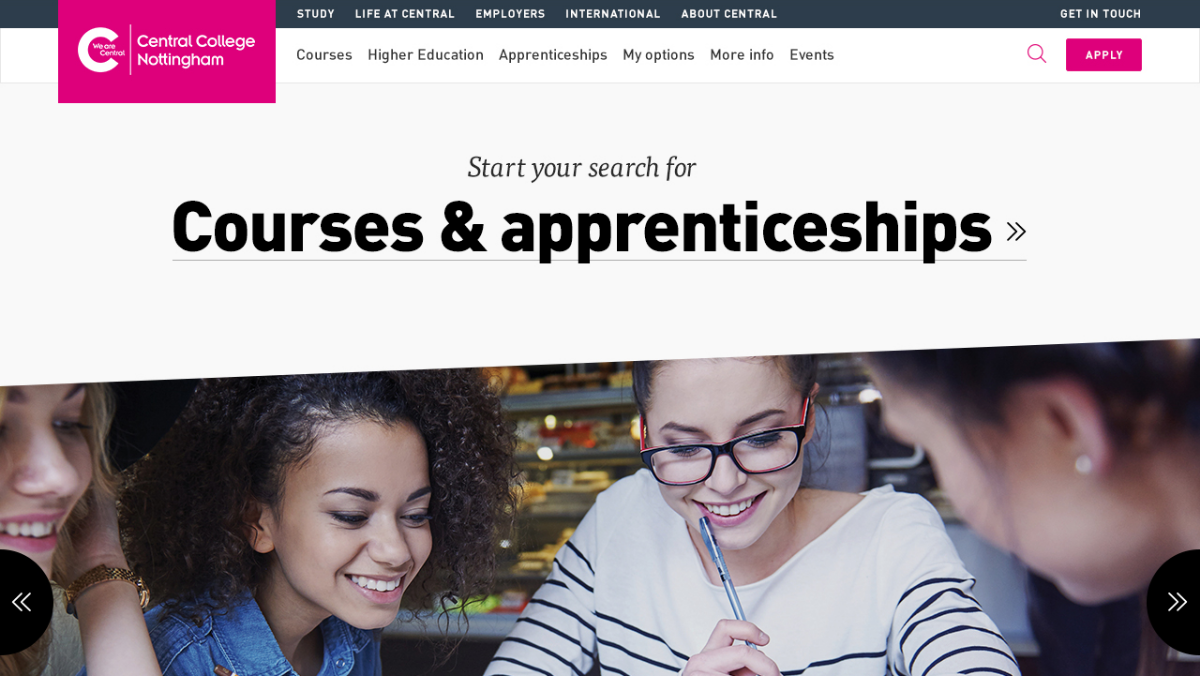 STUDY LIFE AT CENTRAL EMPLOYERS INTERNATIONAL ABOUT CENTRAL GET IN TOUCH
We are
Central
Central College
Nottingham
Courses Higher Education Apprenticeships My options More info Events
APPLY
Start your search for
Courses & apprenticeships